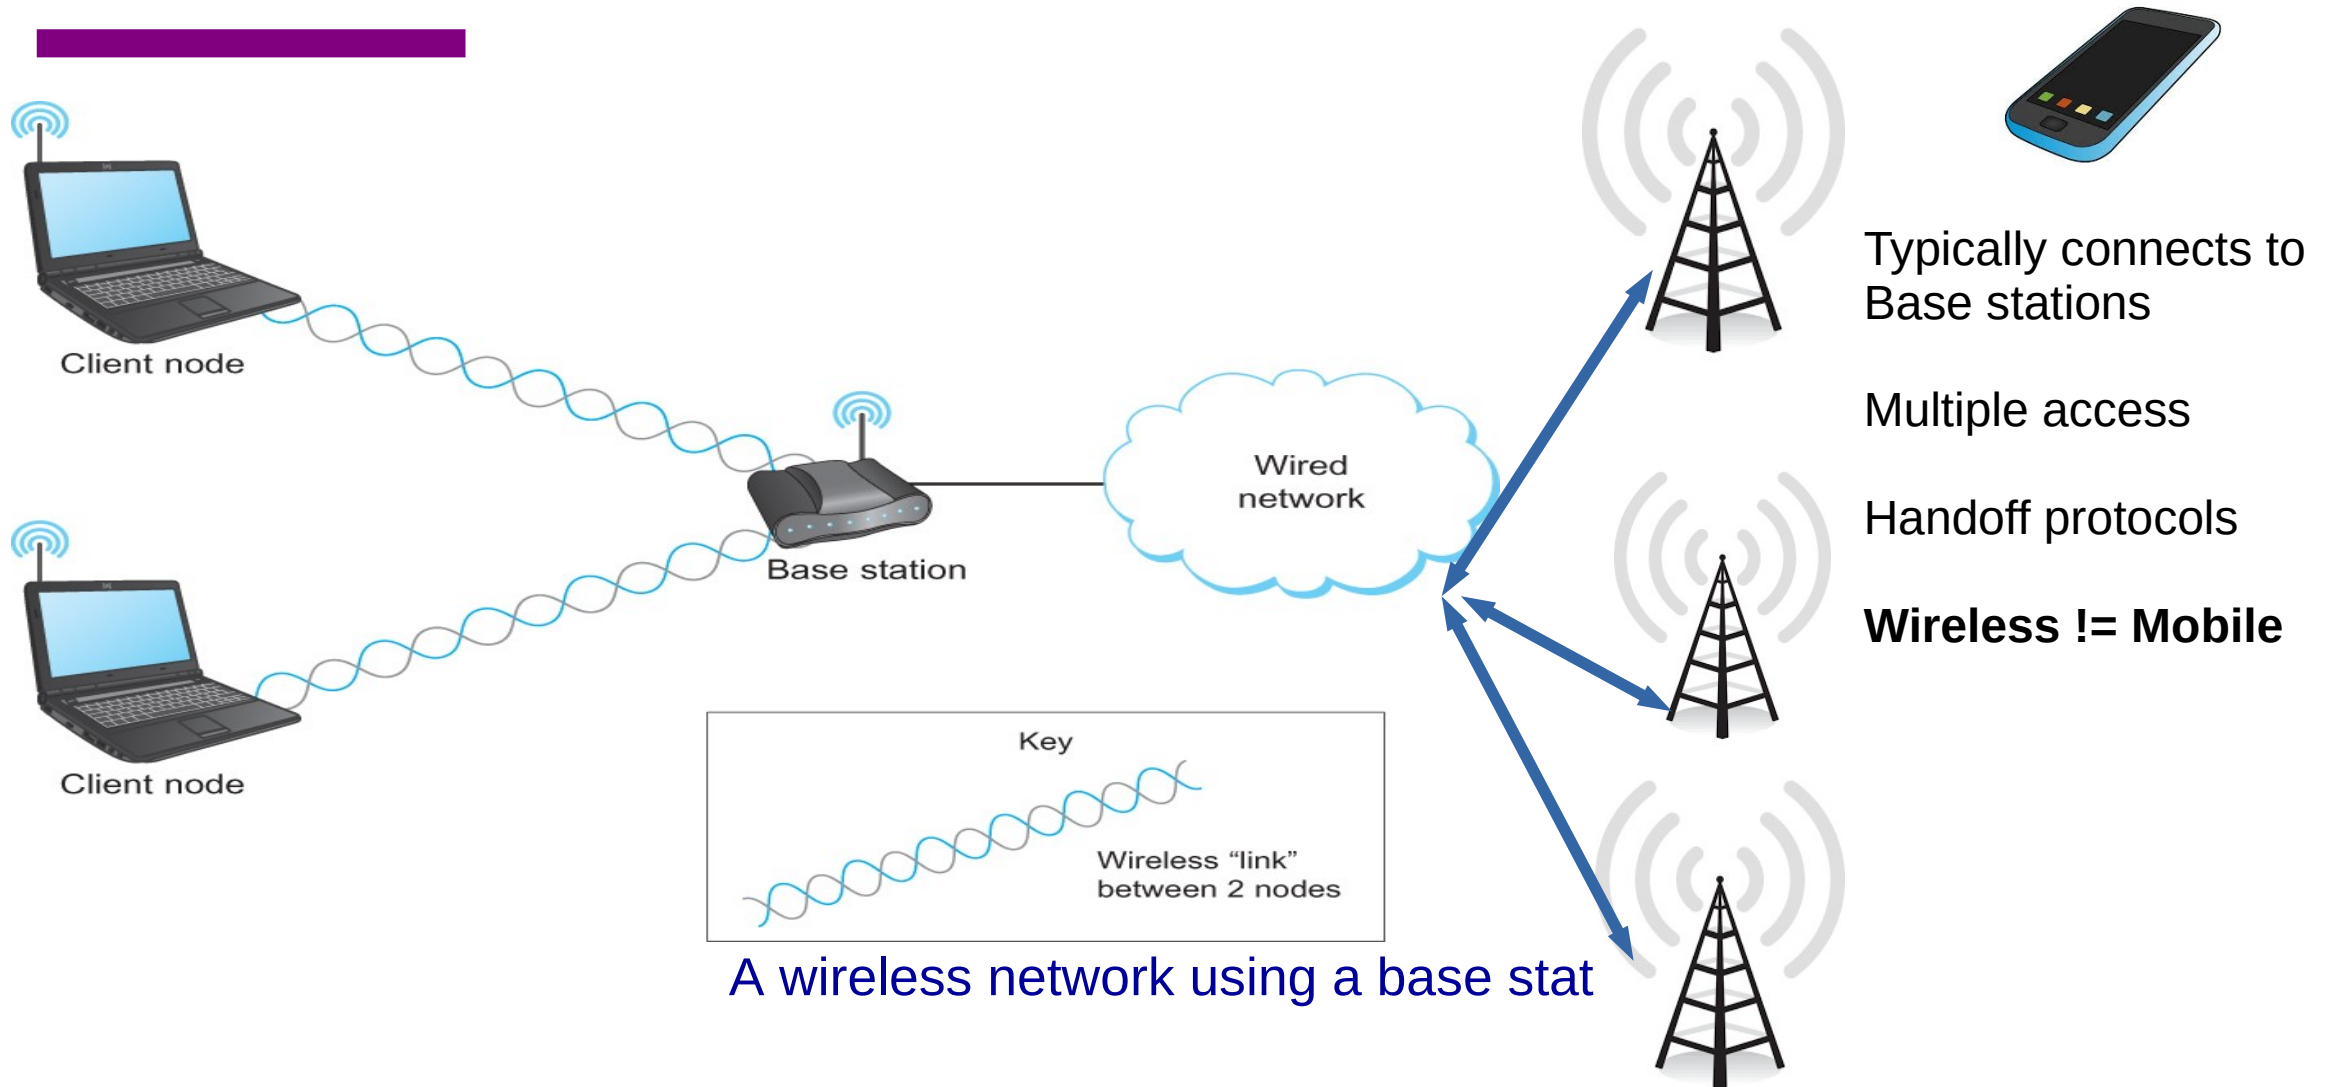 Client node
Client node
Base station
Wired
network
Key
Wireless “link”
between 2 nodes
A wireless network using a base stat
Typically connects to
Base stations
Multiple access
Handoff protocols
Wireless != Mobile